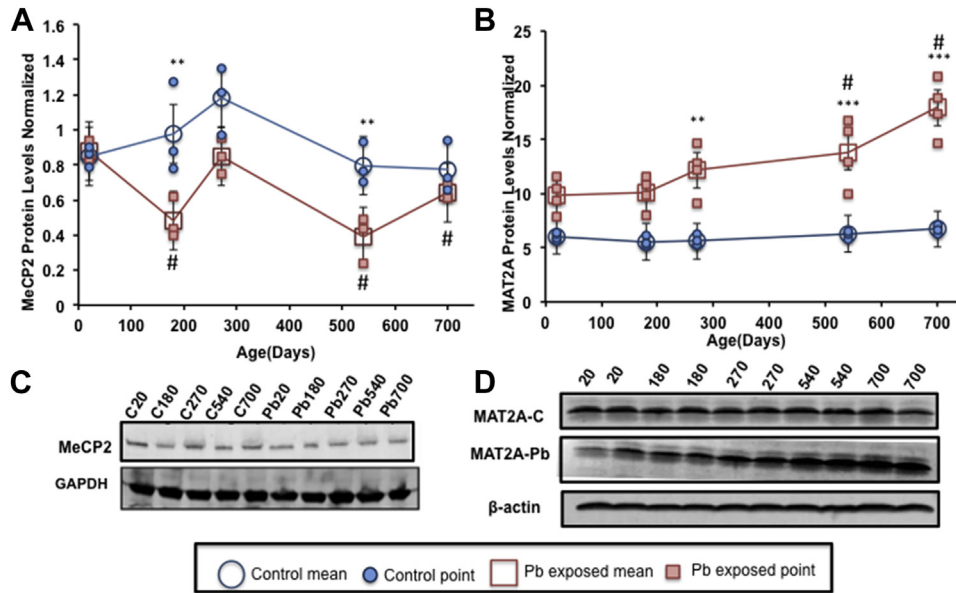 A
MeCP2 Protein Levels Normalized
1.6
1.4
1.2
1
0.8
0.6
0.4
0.2
0
**
**
#
#
#
0 100 200 300 400 500 600 700
Age(Days)
B
MAT2A Protein Levels Normalized
25
20
15
10
5
0
**
#
***
#
***
0 100 200 300 400 500 600 700
Age(Days)
C
C20 C180 C270 C540 C700 Pb20 Pb180 Pb270 Pb540 Pb700
MeCP2
GAPDH
D
20 20 180 180 270 270 540 540 700 700
MAT2A-C
MAT2A-Pb
β-actin
Control mean Control point Pb exposed mean Pb exposed point